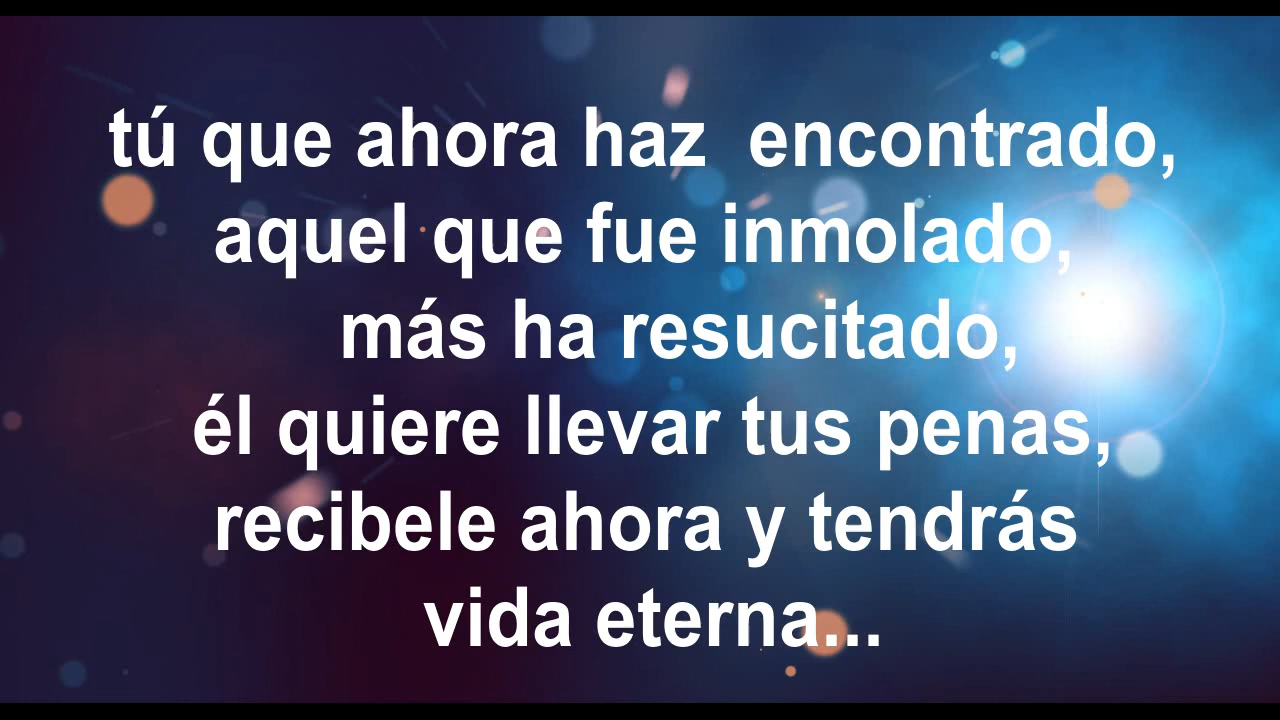 tú que ahora haz encontrado,
aquel que fue inmolado,
más ha resucitado,
él quiere llevar tus penas,
recibele ahora y tendrás
vida eterna...